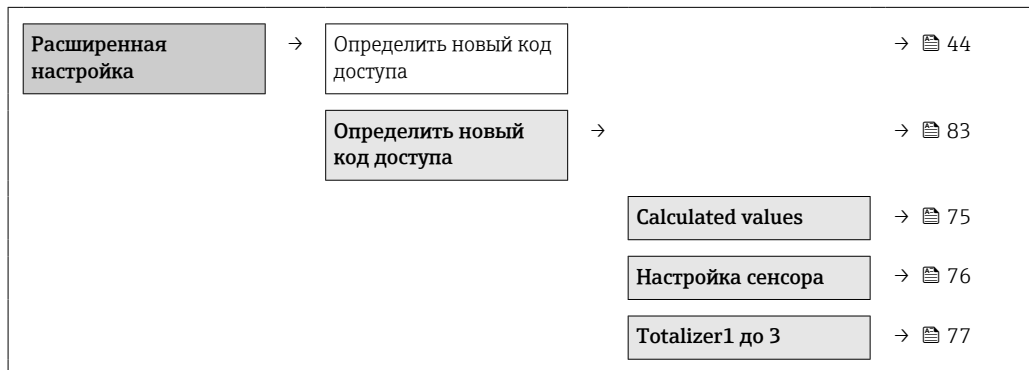 Расширенная → Определить новый код → 44
настройка доступа
Определить новый → → 83
код доступа
Calculated values → 75
Настройка сенсора → 76
Totalizer1 до 3 → 77